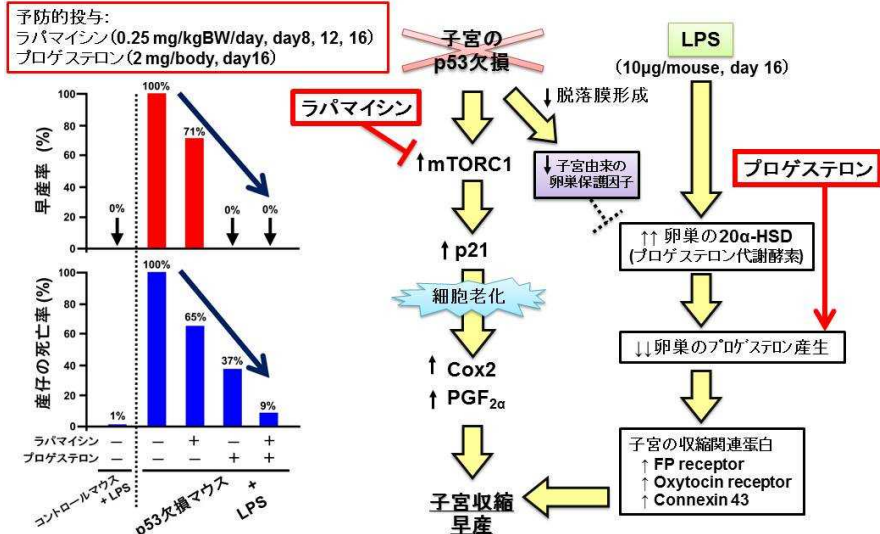 予防的投与:
ラパマイシン(0.25 mg/kgBW/day, day8, 12, 16)
プロゲステロン(2 mg/body, day16)
早産率 (%)
100
80
60
40
20
0
0%
100%
71%
0%
0%
産仔の死亡率(%)
100
80
60
40
20
0
1%
100%
65%
37%
9%
ラパマイシン － － ＋ － ＋
プロゲステロン － － － ＋ ＋
コントロールマウス
+ LPS
p53欠損マウス
+
LPS
子宮の
p53欠損
ラパマイシン
↓ 脱落膜形成
↑mTORC1
↓ 子宮由来の
卵巣保護因子
↑ p21
細胞老化
↑ Cox2
↑ PGF2α
子宮収縮
早産
LPS
(10μg/mouse, day 16)
プロゲステロン
↑↑ 卵巣の20α-HSD
(プロゲステロン代謝酵素)
↓↓卵巣のプロゲステロン産生
子宮の収縮関連蛋白
↑ FP receptor
↑ Oxytocin receptor
↑ Connexin 43